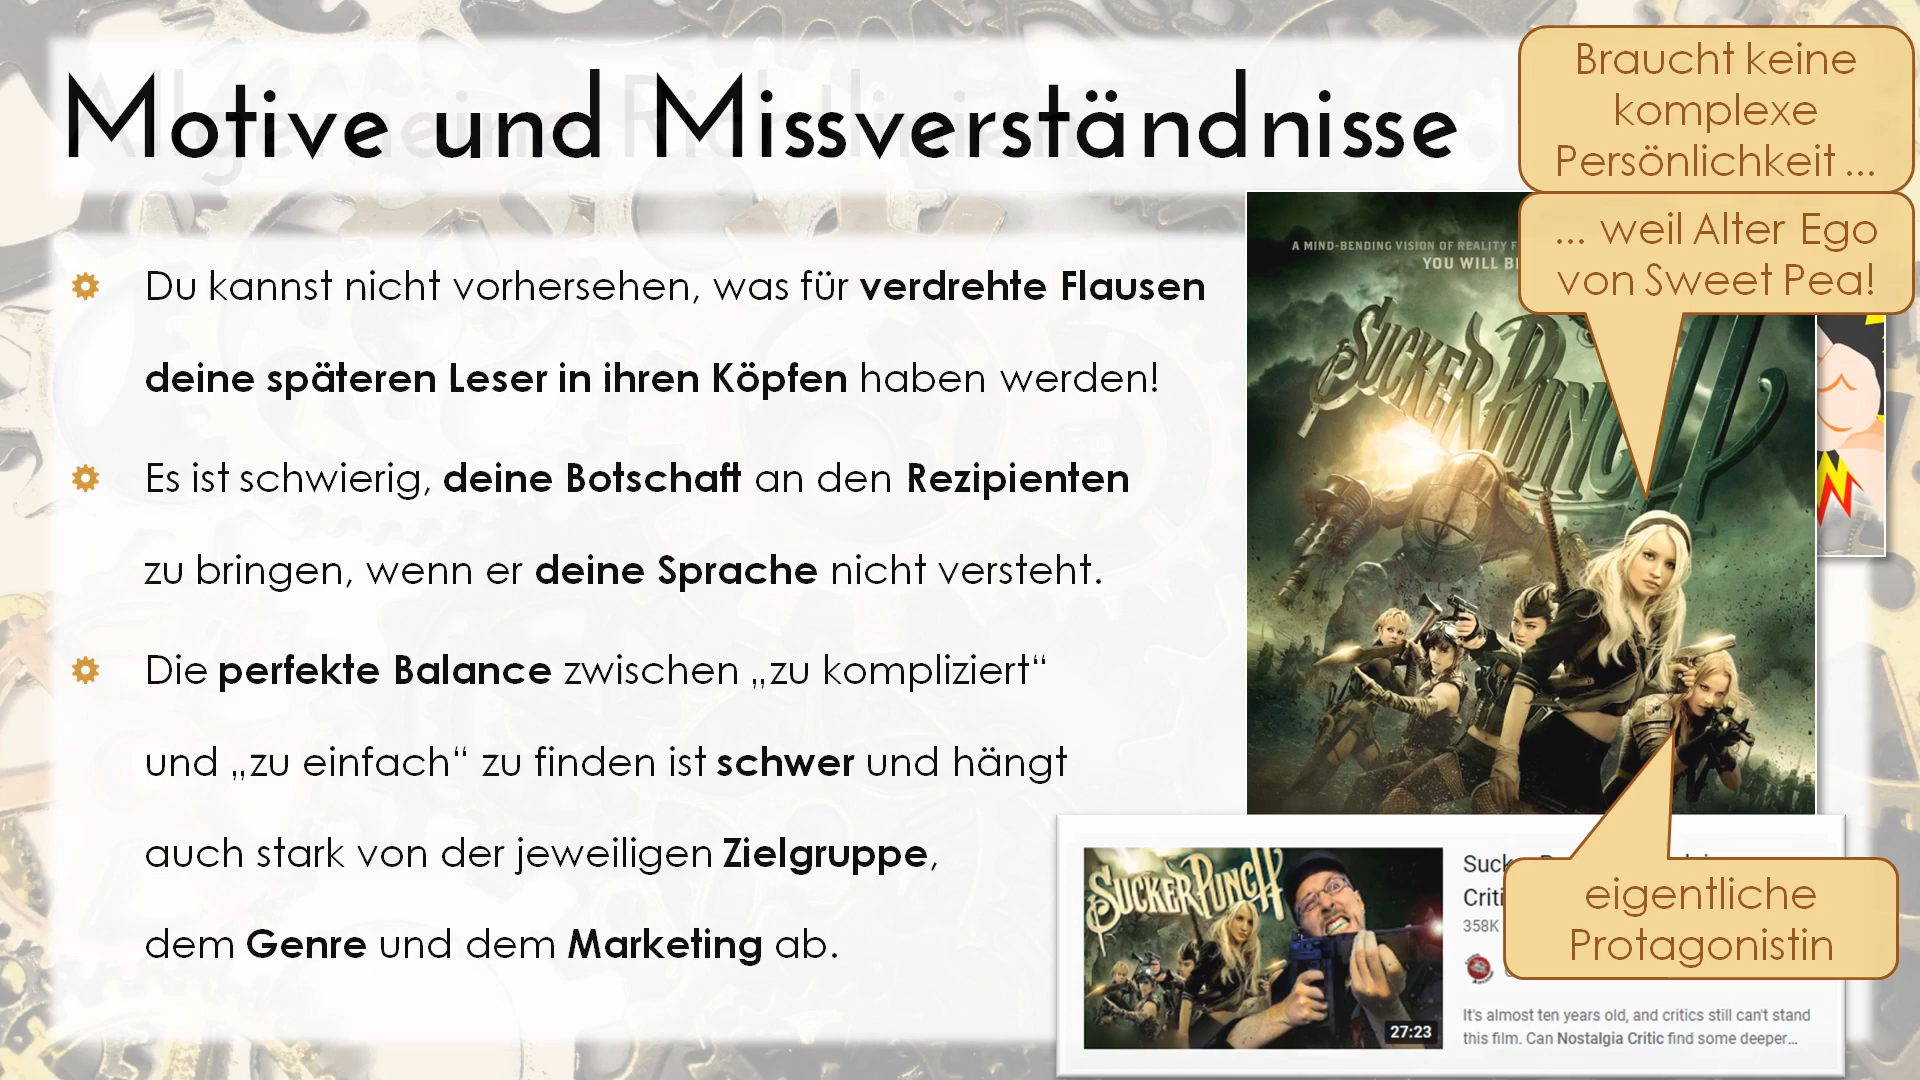 Motive und Missverständnisse
Du kannst nicht vorhersehen, was für verdrehte Flausen
deine späteren Leser in ihren Köpfen haben werden!
Es ist schwierig, deine Botschaft an den Rezipienten
zu bringen, wenn er deine Sprache nicht versteht.
Die perfekte Balance zwischen „zu kompliziert“
und „zu einfach“ zu finden ist schwer und hängt
auch stark von der jeweiligen Zielgruppe,
dem Genre und dem Marketing ab.
Braucht keine
komplexe
Persönlichkeit ...
... weil Alter Ego
von Sweet Pea!
A MIND-BENDING VISION OF REALITY
YOU WILL
SUCKER PUNCH
eigentliche
Protagonistin
SUCKER PUNCH
27:23
358K
It's almost ten years old, and critics still can't stand
this film. Can Nostalgia Critic find some deeper...